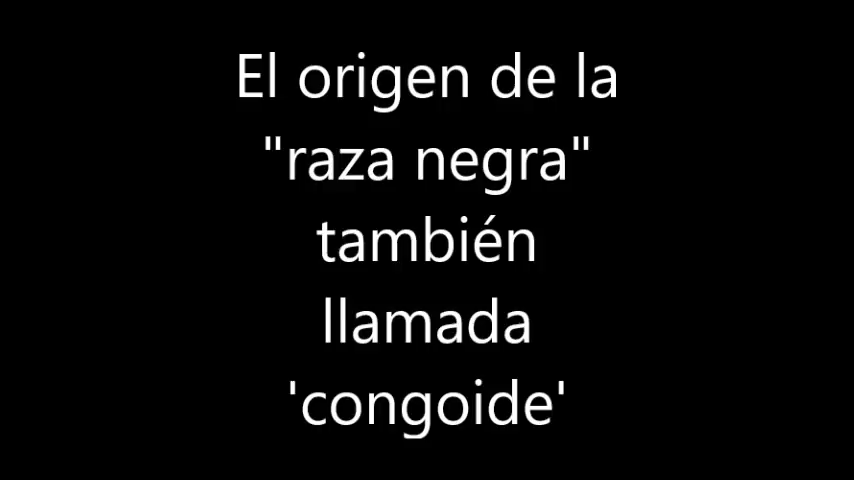 El origen de la
"raza negra"
también
llamada
'congoide'